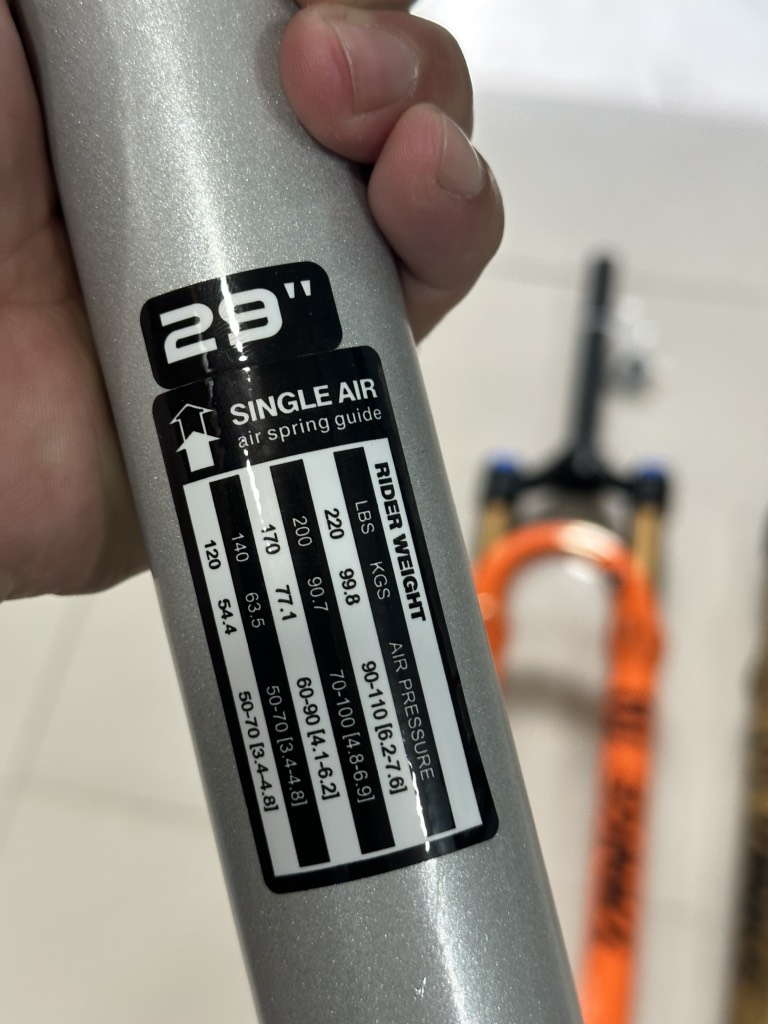 29"
SINGLE AIR
air spring guide
RIDER WEIGHT
LBS KGS AIR PRESSURE
220 99.8 90-110 [6.2-7.6]
200 90.7 70-100 [4.8-6.9]
170 77.1 60-90 [4.1-6.2]
140 63.5 50-70 [3.4-4.8]
120 54.4 50-70 [3.4-4.8]